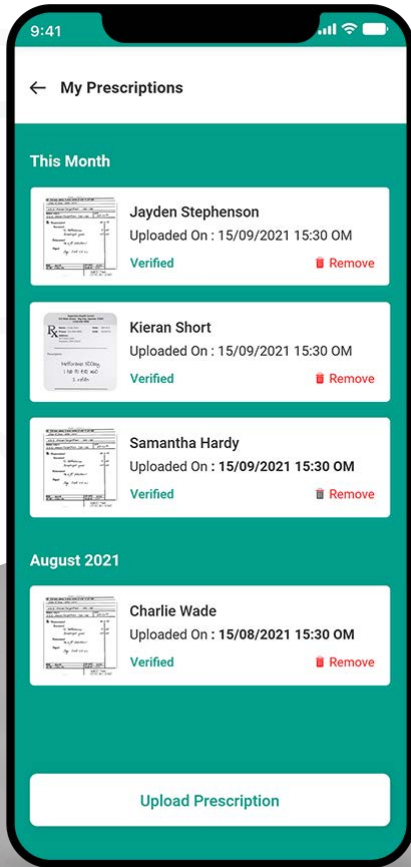 9:41
My Prescriptions
This Month
Jayden Stephenson
Uploaded On : 15/09/2021 15:30 OM
Verified Remove
Kieran Short
Uploaded On : 15/09/2021 15:30 OM
Verified Remove
Samantha Hardy
Uploaded On : 15/09/2021 15:30 OM
Verified Remove
August 2021
Charlie Wade
Uploaded On : 15/08/2021 15:30 OM
Verified Remove
Upload Prescription